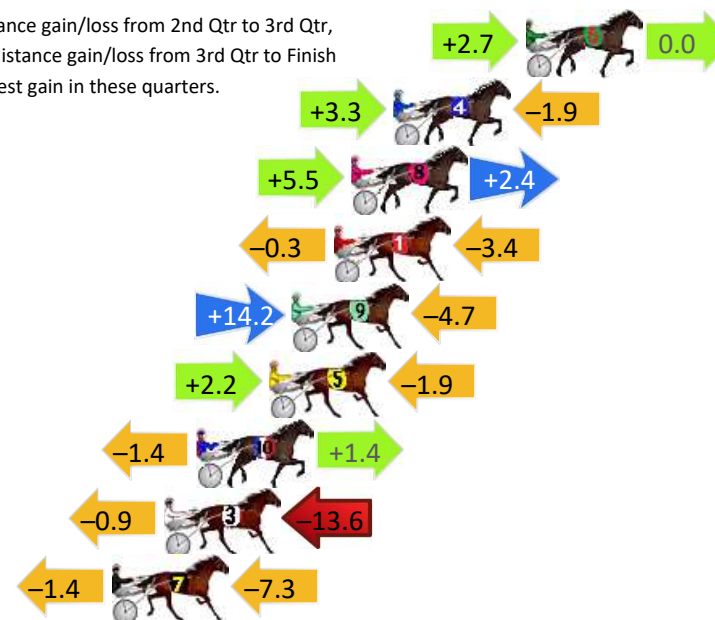 ance gain/loss from 2nd Qtr to 3rd Qtr,
istance gain/loss from 3rd Qtr to Finish
est gain in these quarters.
+2.7 0.0
+3.3 4 –1.9
+5.5 8 +2.4
–0.3 1 –3.4
+14.2 9 –4.7
+2.2 5 –1.9
–1.4 10 +1.4
–0.9 3 –13.6
–1.4 7 –7.3